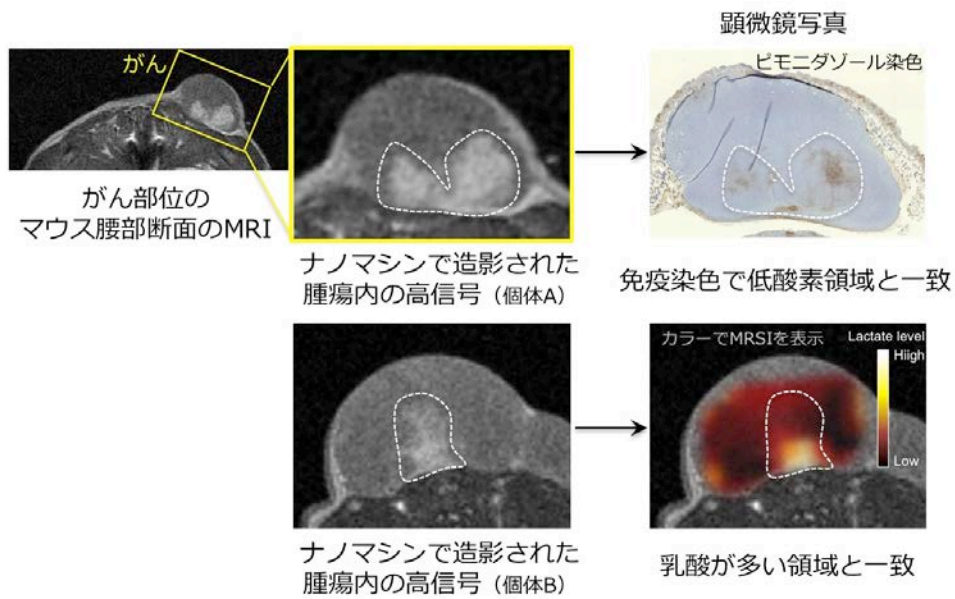 顕微鏡写真
がん
ピモニダゾール染色
がん部位の
マウス腰部断面のMRI
ナノマシンで造影された
腫瘍内の高信号（個体A）
免疫染色で低酸素領域と一致
カラーでMRSIを表示
Lactate level
Hiigh
Low
ナノマシンで造影された
腫瘍内の高信号（個体B）
乳酸が多い領域と一致